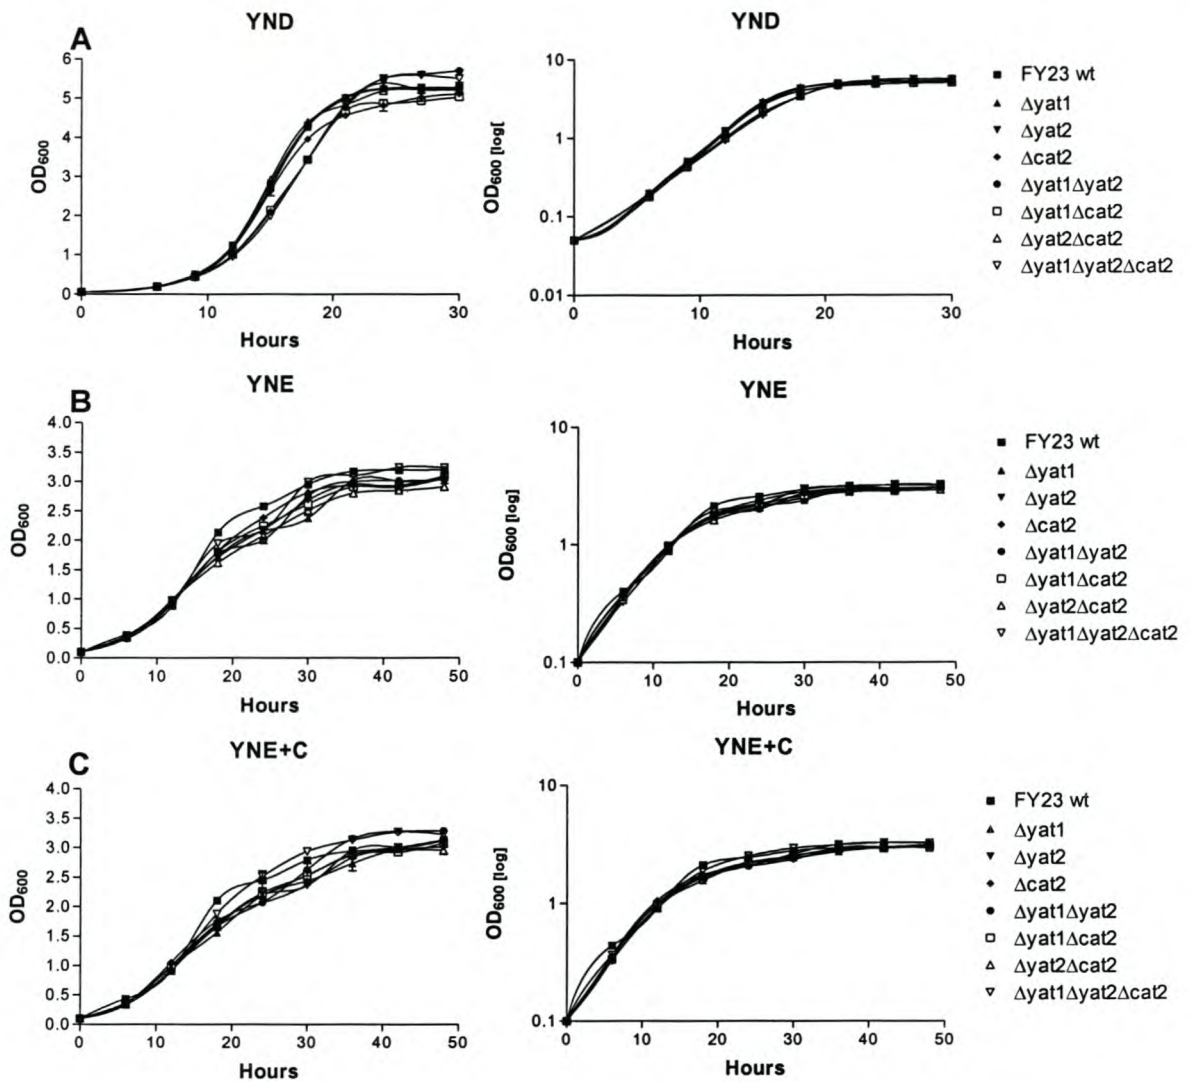 A
YND
YND
OD600
6
5
4
3
2
1
0
0 10 20 30
Hours
OD600 [log[
10
1
0.1
0.01
0 10 20 30
Hours
FY23 wt
Δyat1
Δyat2
Δcat2
Δyat1Δyat2
Δyat1Δcat2
Δyat2Δcat2
Δyat1Δyat2Δcat2
B
YNE
YNE
OD600
4.0
3.5
3.0
2.5
2.0
1.5
1.0
0.5
0.0
0 10 20 30 40 50
Hours
OD600 [log]
10
1
0.1
0 10 20 30 40 50
Hours
FY23 wt
Δyat1
Δyat2
Δcat2
Δyat1Δyat2
Δyat1Δcat2
Δyat2Δcat2
Δyat1Δyat2Δcat2
C
YNE+C
YNE+C
OD600
4.0
3.5
3.0
2.5
2.0
1.5
1.0
0.5
0.0
0 10 20 30 40 50
Hours
OD600 [log]
10
1
0.1
0 10 20 30 40 50
Hours
FY23 wt
Δyat1
Δyat2
Δcat2
Δyat1Δyat2
Δyat1Δcat2
Δyat2Δcat2
Δyat1Δyat2Δcat2